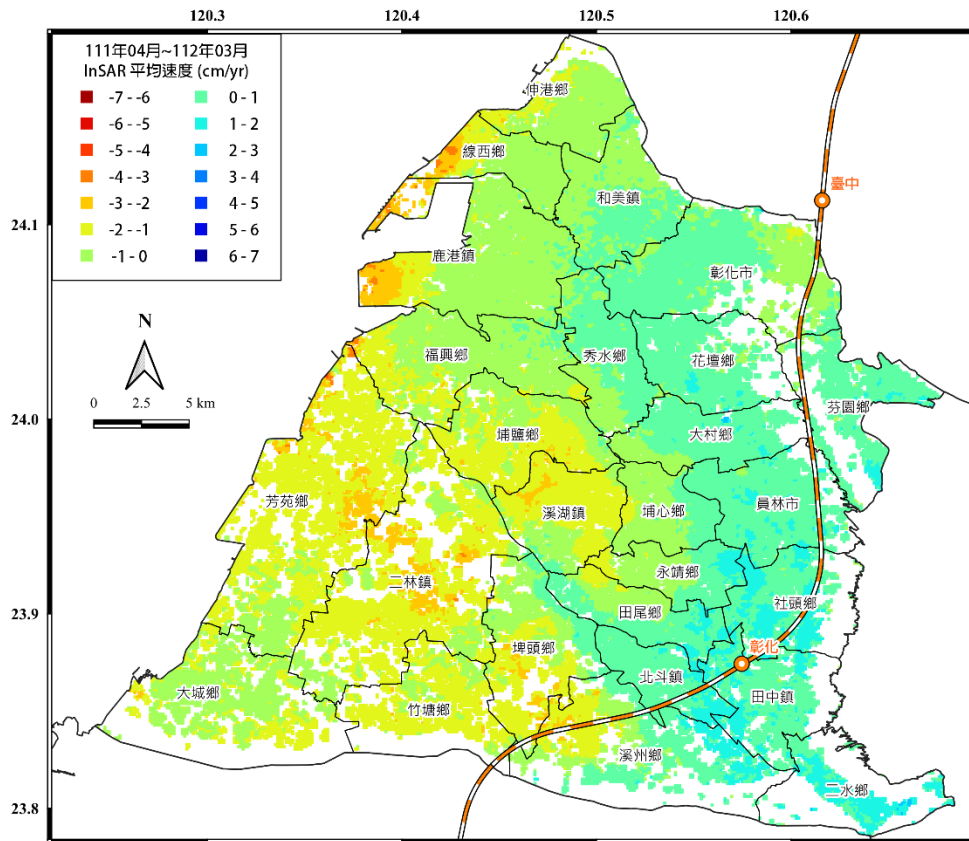 120.3 120.4 120.5 120.6
111年04月~112年03月
InSAR 平均速度 (cm/yr)
-7 - -6 0 - 1
-6 - -5 1 - 2
-5 - -4 2 - 3
-4 - -3 3 - 4
-3 - -2 4 - 5
-2 - -1 5 - 6
-1 - 0 6 - 7
伸港鄉
線西鄉
臺中
和美鎮
24.1
鹿港鎮
彰化市
N
福興鄉
秀水鄉
花壇鄉
0 2.5 5 km
芬園鄉
24.0
埔鹽鄉
大村鄉
芳苑鄉
溪湖鎮
埔心鄉
員林市
永靖鄉
二林鎮
23.9
田尾鄉
社頭鄉
埤頭鄉
彰化
北斗鎮
大城鄉
田中鎮
竹塘鄉
溪州鄉
二水鄉
23.8